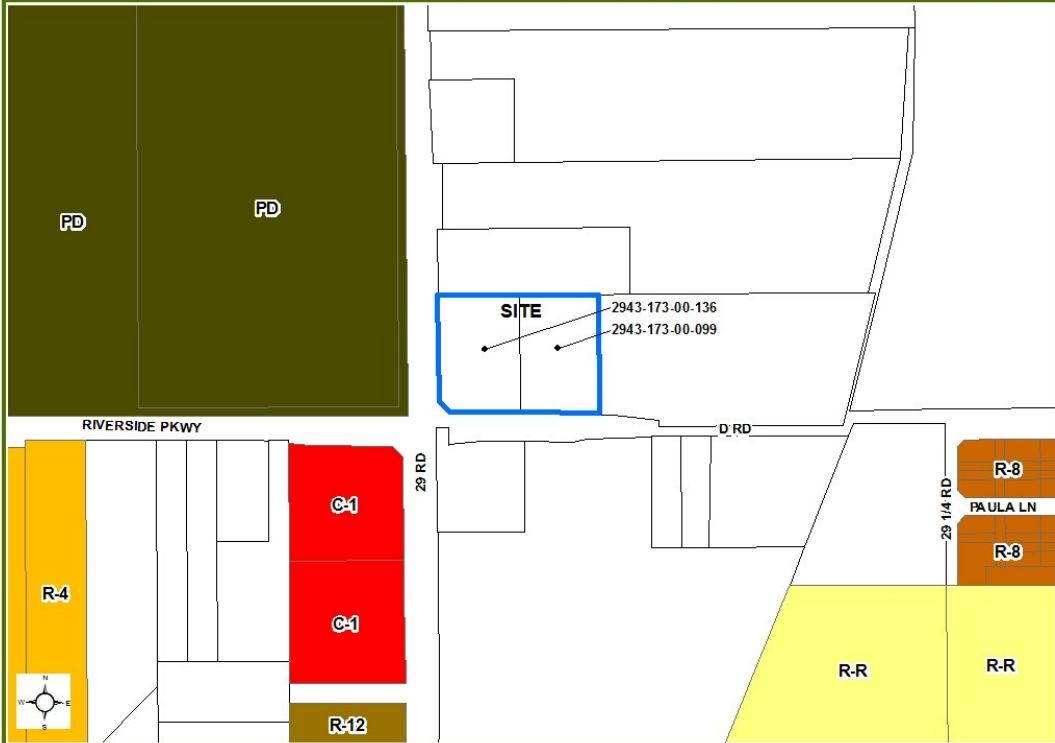 PD
PD
SITE
2943-173-00-136
2943-173-00-099
RIVERSIDE PKWY
D RD
29 RD
C-1
R-8
29 1/4 RD
PAULA LN
R-8
R-4
C-1
R-R
R-R
N
W
E
S
R-12